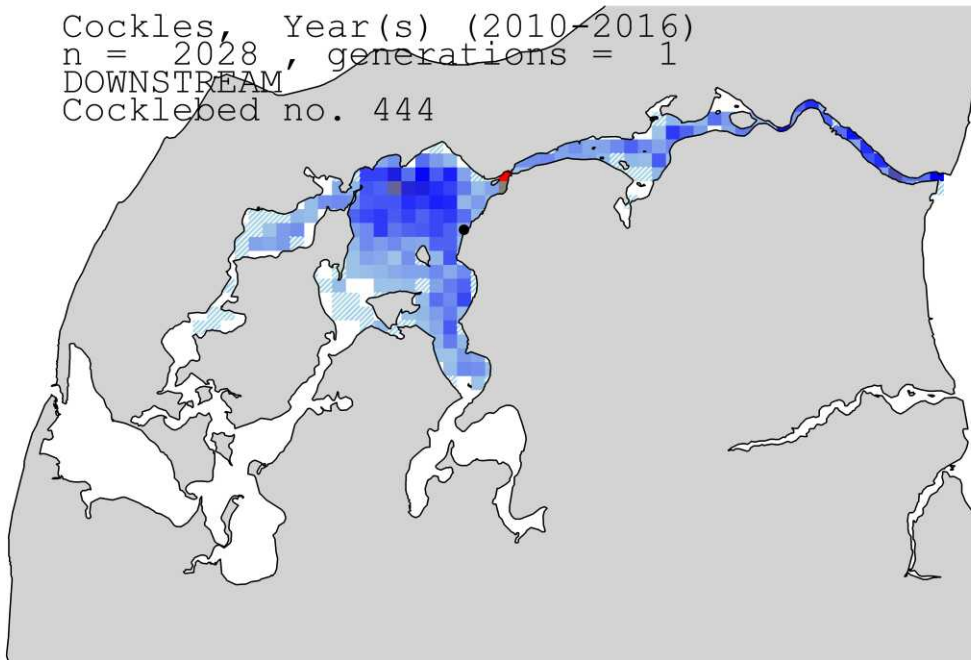 Cockles, Year(s) (2010-2016)
n = 2028 , generations = 1
DOWNSTREAM
Cocklebed no. 444